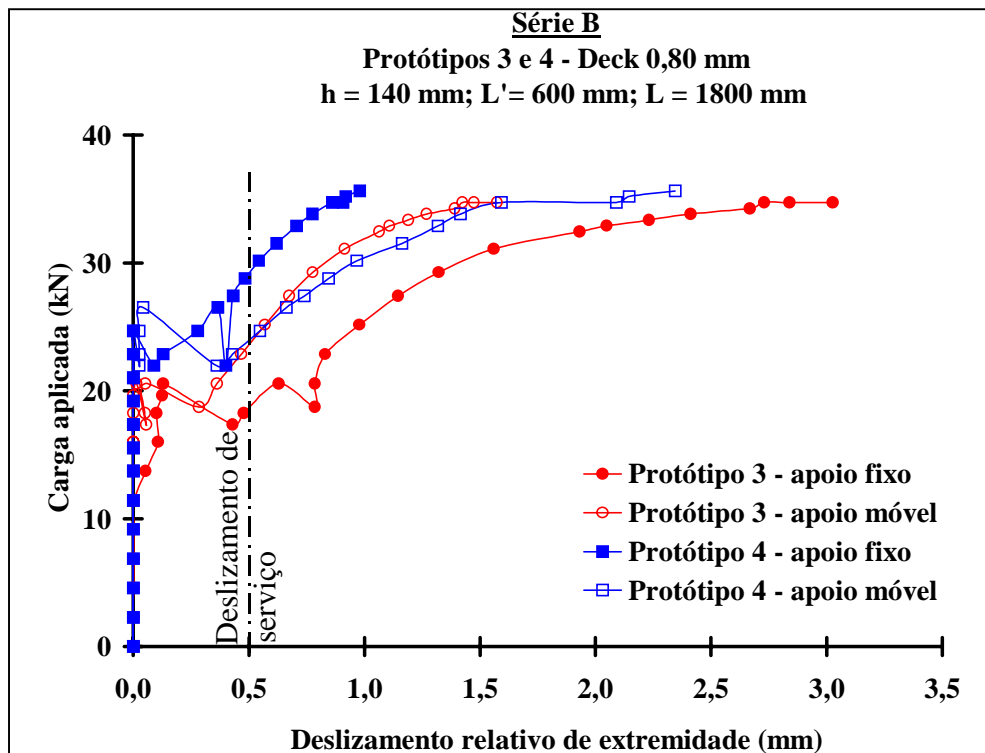 Série B
Protótipos 3 e 4 - Deck 0,80 mm
h = 140 mm; L'= 600 mm; L = 1800 mm
40
30
20
10
0
Carga aplicada (kN)
Deslizamento de
serviço
Protótipo 3 - apoio fixo
Protótipo 3 - apoio móvel
Protótipo 4 - apoio fixo
Protótipo 4 - apoio móvel
0,0 0,5 1,0 1,5 2,0 2,5 3,0 3,5
Deslizamento relativo de extremidade (mm)